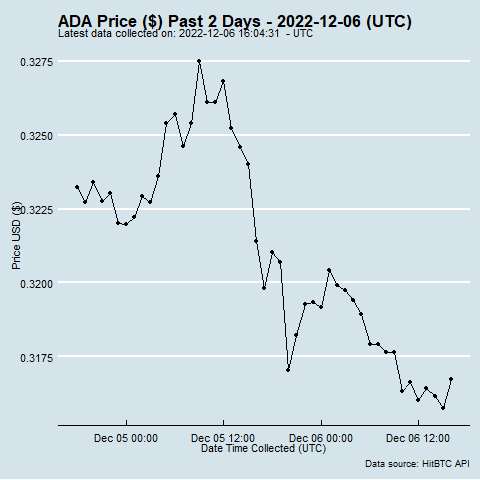 ADA Price ($) Past 2 Days - 2022-12-06 (UTC)
Latest data collected on: 2022-12-06 16:04:31 - UTC
0.3275
0.3250
0.3225
0.3200
0.3175
Price USD ($)
Dec 05 00:00 Dec 05 12:00 Dec 06 00:00 Dec 06 12:00
Date Time Collected (UTC)
Data source: HitBTC API